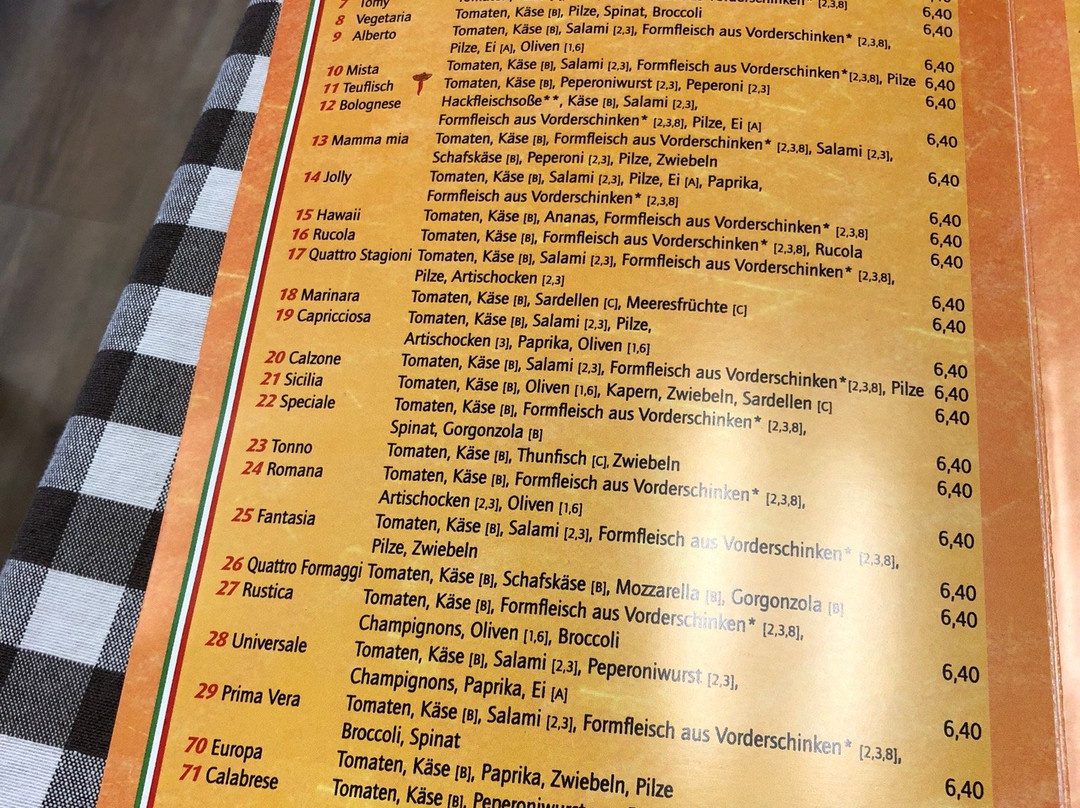 7 Tomy
Vorderschinken* [2,3,8]
8 Vegetaria Tomaten, Käse [B], Pilze, Spinat, Broccoli 6,40
9 Alberto Tomaten, Käse [B], Salami [2,3], Formfleisch aus Vorderschinken* [2,3,8], 6,40
Pilze, Ei [A], Oliven [1,6]
10 Mista Tomaten, Käse [B], Salami [2,3], Formfleisch aus Vorderschinken* [2,3,8], Pilze 6,40
11 Teuflisch Tomaten, Käse [B], Peperoniwurst [2,3], Peperoni [2,3] 6,40
12 Bolognese Hackfleischsoße**, Käse [B], Salami [2,3], 6,40
Formfleisch aus Vorderschinken* [2,3,8], Pilze, Ei [A]
13 Mamma mia Tomaten, Käse [B], Formfleisch aus Vorderschinken* [2,3,8], Salami [2,3], 6,40
Schafskäse [B], Peperoni [2,3], Pilze, Zwiebeln
14 Jolly Tomaten, Käse [B], Salami [2,3], Pilze, Ei [A], Paprika, 6,40
Formfleisch aus Vorderschinken* [2,3,8]
15 Hawaii Tomaten, Käse [B], Ananas, Formfleisch aus Vorderschinken* [2,3,8] 6,40
16 Rucola Tomaten, Käse [B], Formfleisch aus Vorderschinken* [2,3,8], Rucola 6,40
17 Quattro Stagioni Tomaten, Käse [B], Salami [2,3], Formfleisch aus Vorderschinken* [2,3,8], 6,40
Pilze, Artischocken [2,3]
18 Marinara Tomaten, Käse [B], Sardellen [C], Meeresfrüchte [C] 6,40
19 Capricciosa Tomaten, Käse [B], Salami [2,3], Pilze, 6,40
Artischocken [3], Paprika, Oliven [1,6]
20 Calzone Tomaten, Käse [B], Salami [2,3], Formfleisch aus Vorderschinken* [2,3,8], Pilze 6,40
21 Sicilia Tomaten, Käse [B], Oliven [1,6], Kapern, Zwiebeln, Sardellen [C] 6,40
22 Speciale Tomaten, Käse [B], Formfleisch aus Vorderschinken* [2,3,8], 6,40
Spinat, Gorgonzola [B]
23 Tonno Tomaten, Käse [B], Thunfisch [C], Zwiebeln 6,40
24 Romana Tomaten, Käse [B], Formfleisch aus Vorderschinken* [2,3,8], 6,40
Artischocken [2,3], Oliven [1,6]
25 Fantasia Tomaten, Käse [B], Salami [2,3], Formfleisch aus Vorderschinken* [2,3,8], 6,40
Pilze, Zwiebeln
26 Quattro Formaggi Tomaten, Käse [B], Schafskäse [B], Mozzarella [B], Gorgonzola [B] 6,40
27 Rustica Tomaten, Käse [B], Formfleisch aus Vorderschinken* [2,3,8], 6,40
Champignons, Oliven [1,6], Broccoli
28 Universale Tomaten, Käse [B], Salami [2,3], Peperoniwurst [2,3], 6,40
Champignons, Paprika, Ei [A]
29 Prima Vera Tomaten, Käse [B], Salami [2,3], Formfleisch aus Vorderschinken* [2,3,8], 6,40
Broccoli, Spinat
70 Europa Tomaten, Käse [B], Paprika, Zwiebeln, Pilze 6,40
71 Calabrese Tomaten, Käse [B], Peperoniwurst